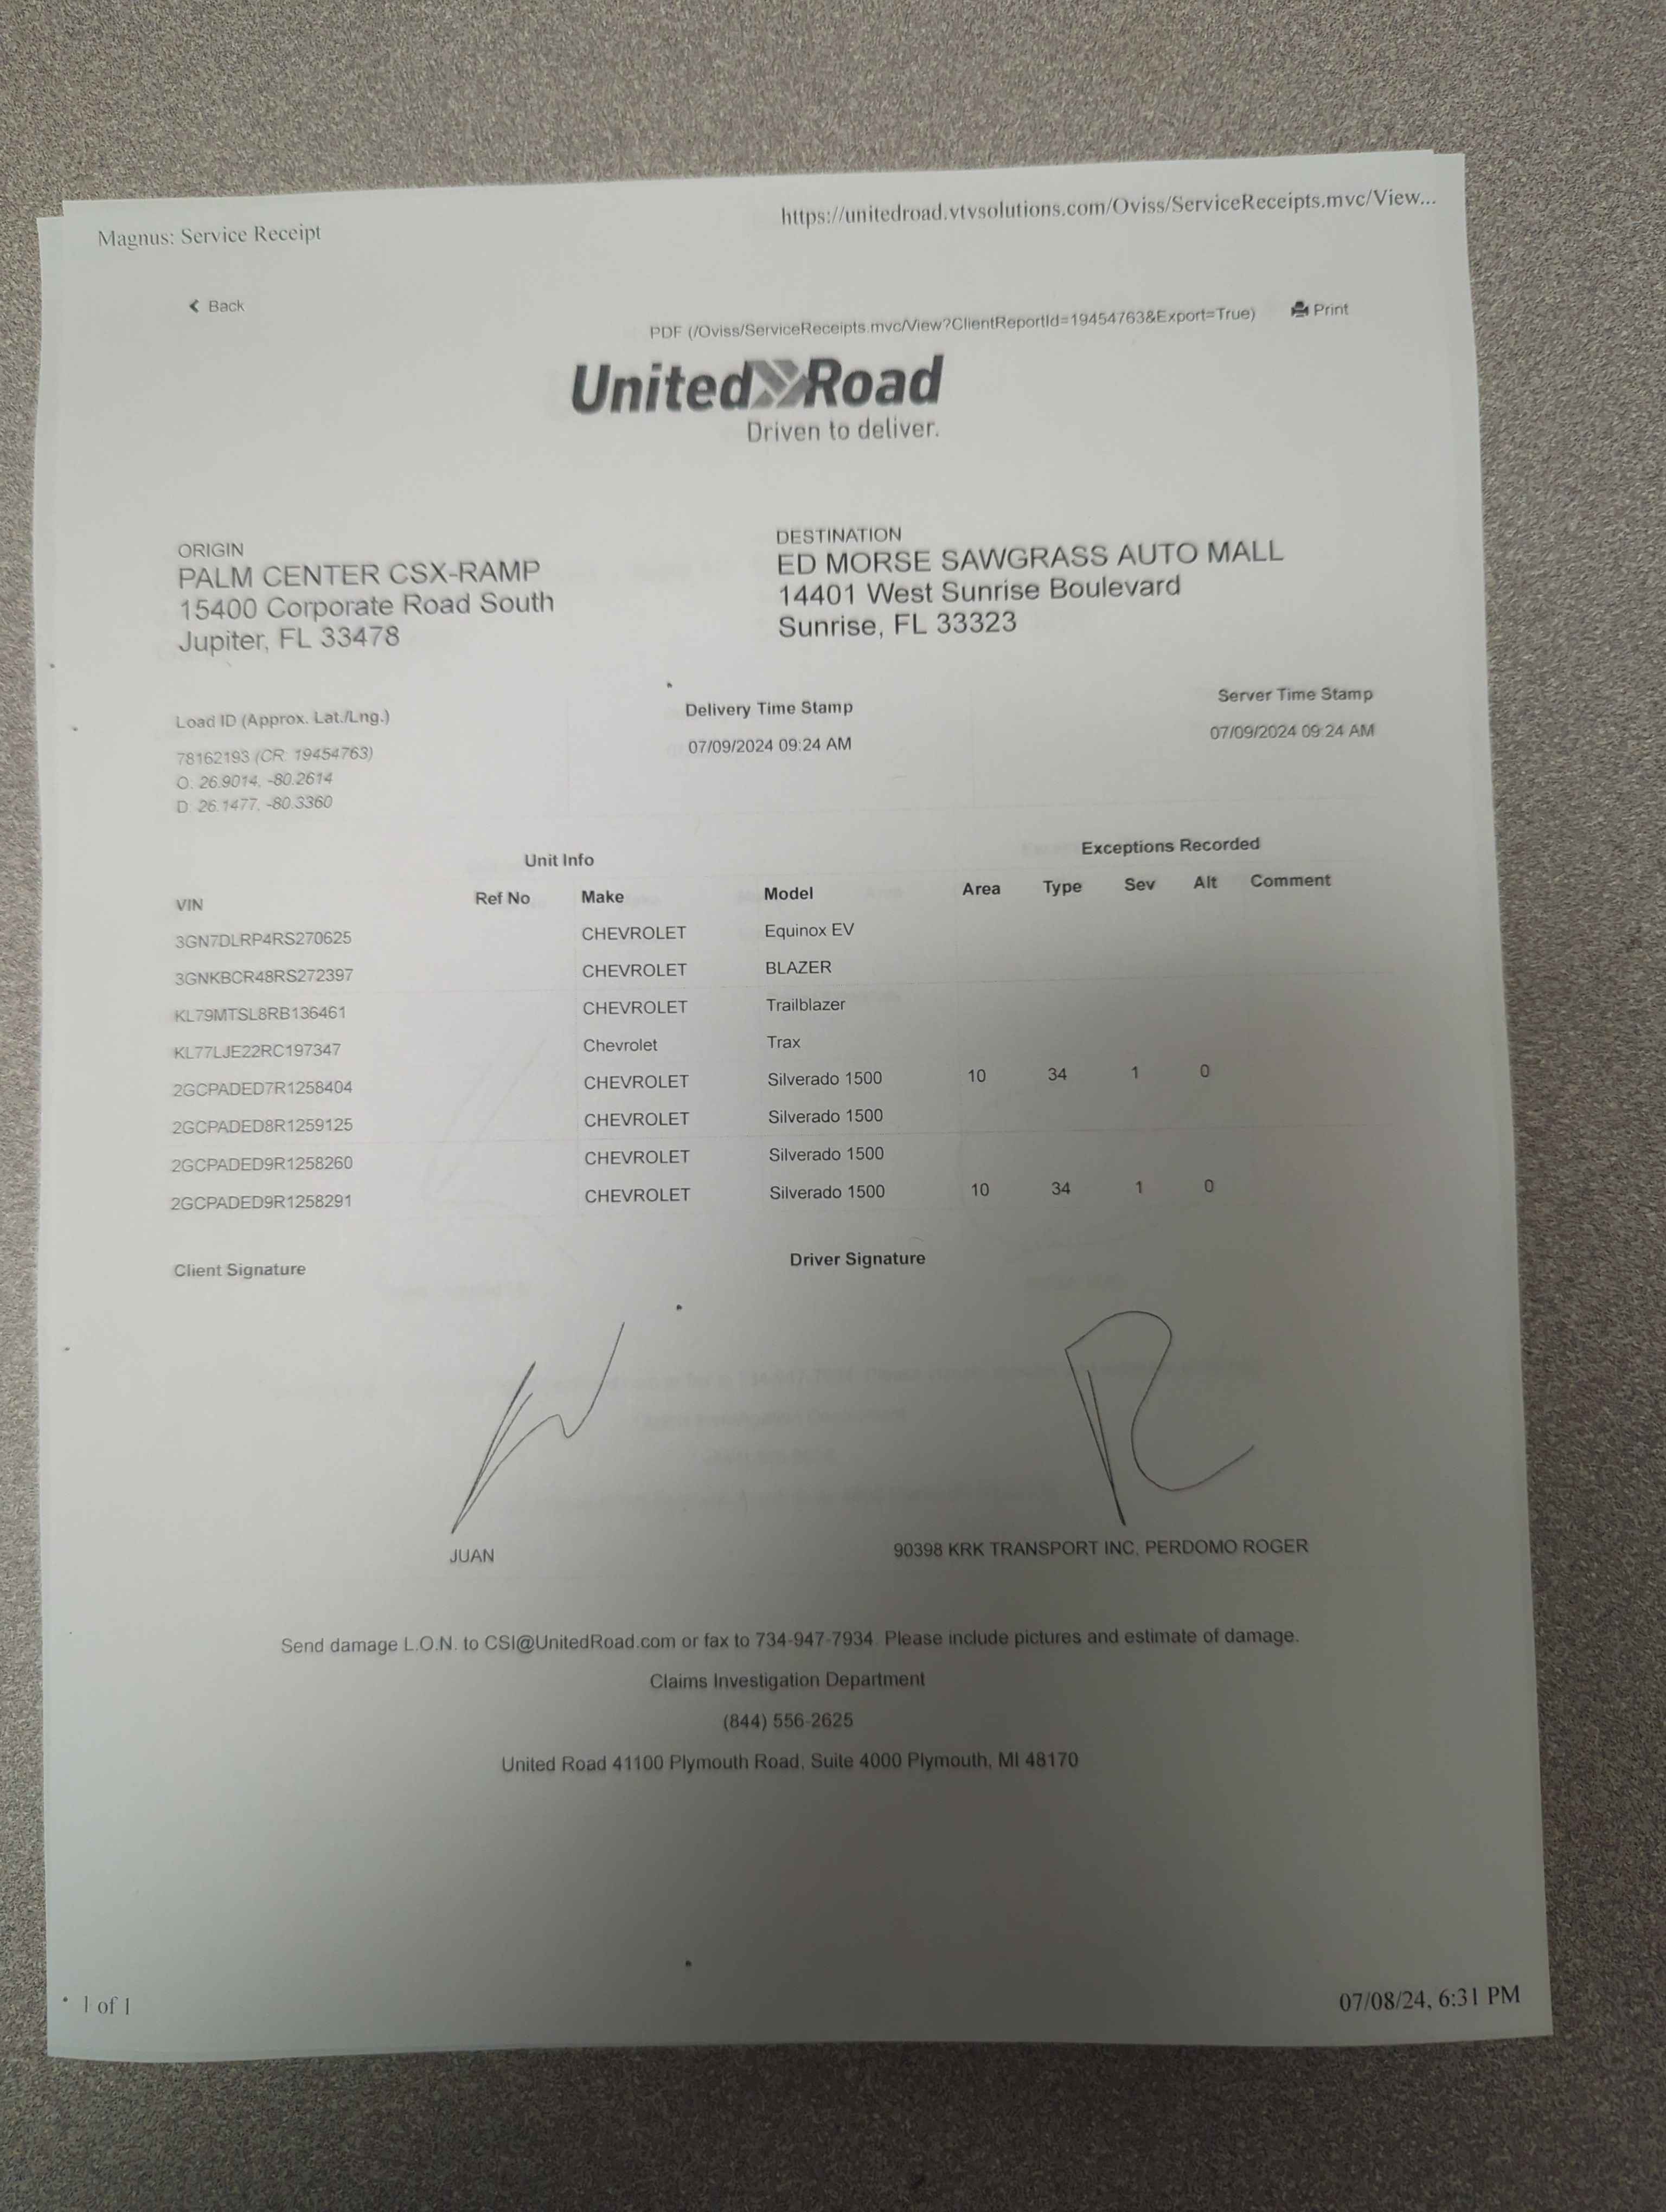 Magnus: Service Receipt https://unitedroad.vtvsolutions.com/Oviss/ServiceReceipts.mvc/View...
Back
PDF (/Oviss/ServiceReceipts.mvc/View?ClientReportId=19454763&Export=True) Print
United Road
Driven to deliver.
ORIGIN
PALM CENTER CSX-RAMP
15400 Corporate Road South
Jupiter, FL 33478
DESTINATION
ED MORSE SAWGRASS AUTO MALL
14401 West Sunrise Boulevard
Sunrise, FL 33323
Load ID (Approx. Lat./Lng.) Delivery Time Stamp Server Time Stamp
78162193 (CR: 19454763) 07/09/2024 09:24 AM 07/09/2024 09:24 AM
O: 26.9014, -80.2614
D: 26.1477, -80.3360
Unit Info Exceptions Recorded
VIN Ref No Make Model Area Type Sev Alt Comment
3GN7DLRP4RS270625 CHEVROLET Equinox EV
3GNKBCR48RS272397 CHEVROLET BLAZER
KL79MTSL8RB136461 CHEVROLET Trailblazer
KL77LJE22RC197347 Chevrolet Trax
2GCPADED7R1258404 CHEVROLET Silverado 1500 10 34 1 0
2GCPADED8R1259125 CHEVROLET Silverado 1500
2GCPADED9R1258260 CHEVROLET Silverado 1500
2GCPADED9R1258291 CHEVROLET Silverado 1500 10 34 1 0
Client Signature Driver Signature
JUAN 90398 KRK TRANSPORT INC, PERDOMO ROGER
Send damage L.O.N. to CSI@UnitedRoad.com or fax to 734-947-7934. Please include pictures and estimate of damage.
Claims Investigation Department
(844) 556-2625
United Road 41100 Plymouth Road, Suite 4000 Plymouth, MI 48170
1 of 1 07/08/24, 6:31 PM